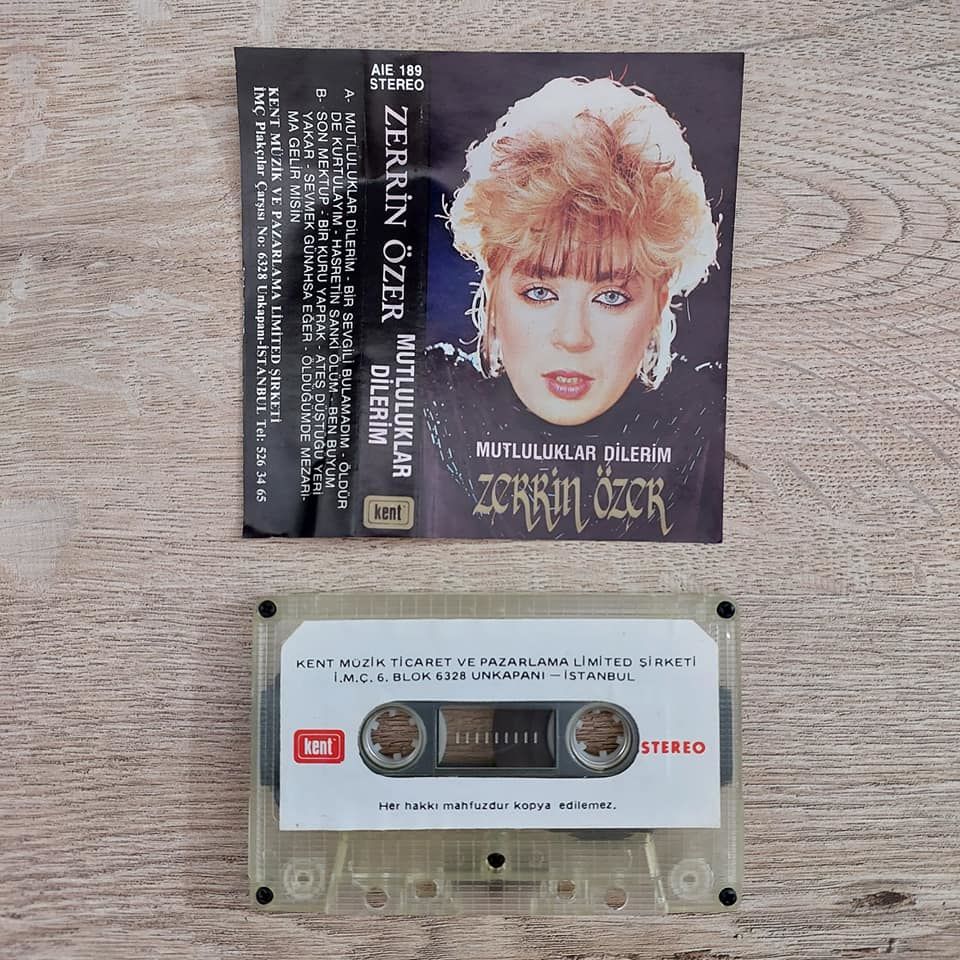 AIE 189
STEREO
ZERRİN ÖZER
MUTLULUKLAR
DİLERİM
kent
A- MUTLULUKLAR DİLERİM - BİR SEVGİLİ BULAMADIM - ÖLDÜR
DE KURTULAYIM - HASRETİN SANKİ ÖLÜM - BEN BUYUM
B- SON MEKTUP - BİR KURU YAPRAK - ATEŞ DÜŞTÜĞÜ YERİ
YAKAR - SEVMEK GÜNAHSA EĞER - ÖLDÜĞÜMDE MEZARI-
MA GELİR MİSİN
KENT MÜZİK VE PAZARLAMA LİMİTED ŞİRKETİ
İMÇ Plakçılar Çarşısı No: 6328 Unkapanı-İSTANBUL Tel: 526 34 65
MUTLULUKLAR DİLERİM
ZERRİN ÖZER
KENT MÜZİK TİCARET VE PAZARLAMA LİMİTED ŞİRKETİ
İ.M.Ç. 6. BLOK 6328 UNKAPANI – İSTANBUL
kent
STEREO
Her hakkı mahfuzdur kopya edilemez.